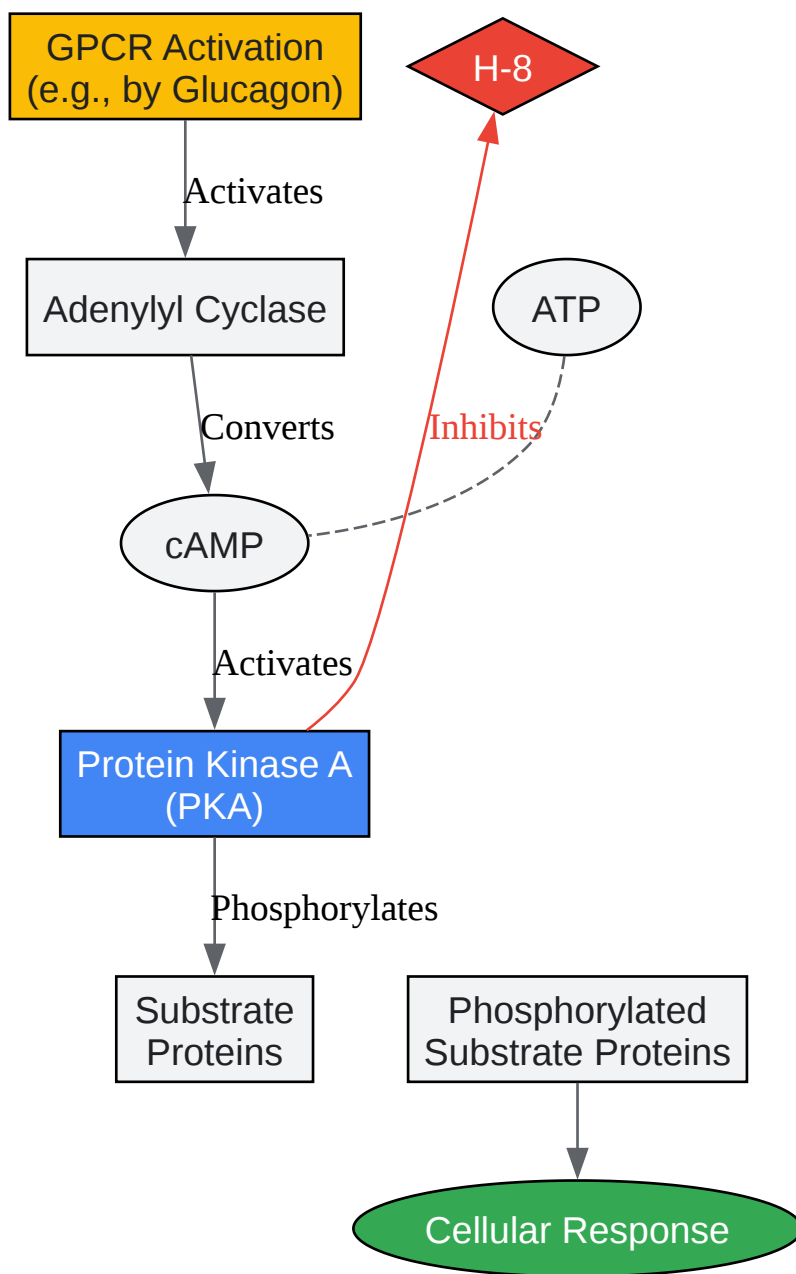 GPCR Activation
(e.g., by Glucagon)
H-8
Activates
Adenylyl Cyclase
ATP
Converts
Inhibits
cAMP
Activates
Protein Kinase A
(PKA)
Phosphorylates
Substrate
Proteins
Phosphorylated
Substrate Proteins
Cellular Response